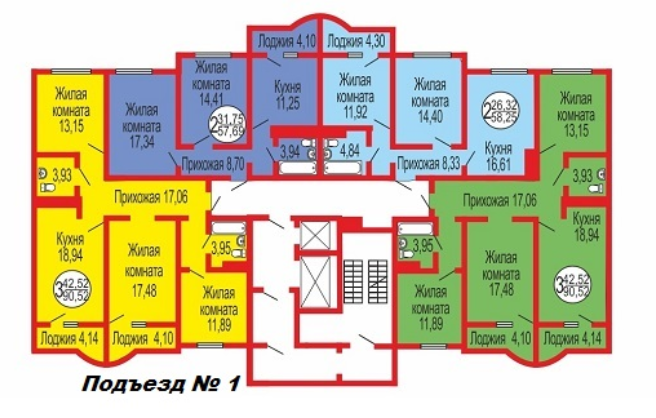 Лоджия 4,10
Лоджия 4,30
Жилая
комната
13,15
Жилая
комната
17,34
Жилая
комната
14,41
2 31,75
57,69
Кухня
11,25
Жилая
комната
11,92
Жилая
комната
14,40
2 26,32
58,25
Кухня
16,61
Жилая
комната
13,15
3,93
Прихожая 8,70
3,94
4,84
Прихожая 8,33
3,93
Прихожая 17,06
Прихожая 17,06
Кухня
18,94
3 42,52
90,52
Жилая
комната
17,48
3,95
Жилая
комната
11,89
3,95
Жилая
комната
11,89
Жилая
комната
17,48
Кухня
18,94
3 42,52
90,52
Лоджия 4,14
Лоджия 4,10
Лоджия 4,10
Лоджия 4,14
Подъезд № 1